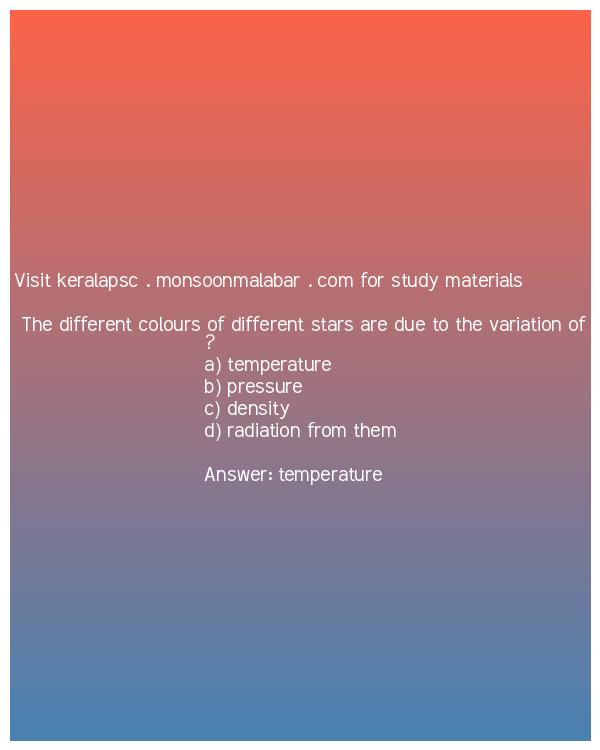 Visit keralapsc . monsoonmalabar . com for study materials
The different colours of different stars are due to the variation of
?
a) temperature
b) pressure
c) density
d) radiation from them
Answer: temperature